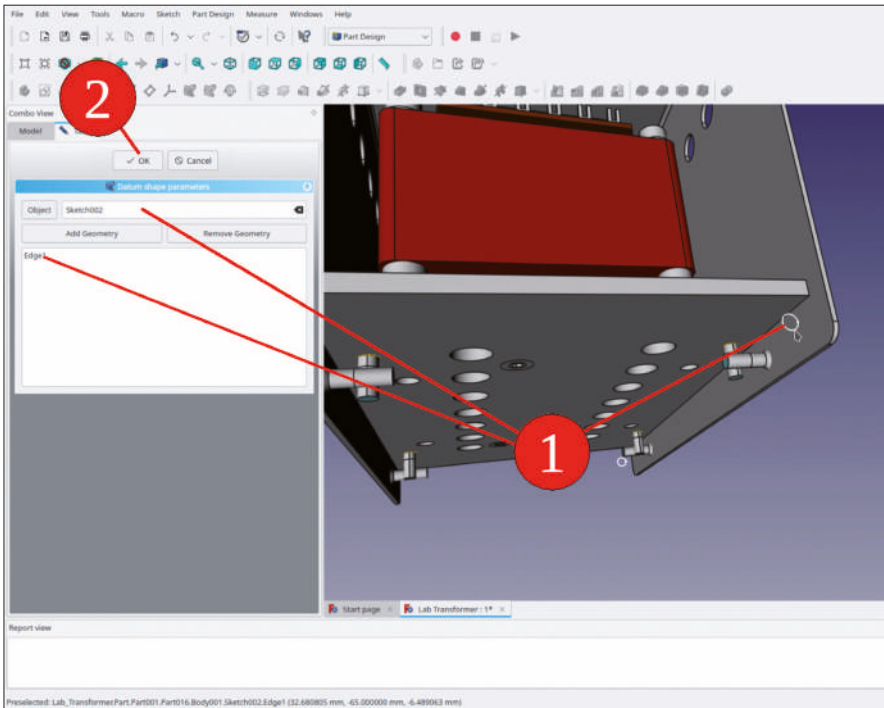 File Edit View Tools Macro Sketch Part Design Measure Windows Help
Part Design
2
Combo View
Model
OK Cancel
Datum shape parameters
Object Sketch002
Add Geometry Remove Geometry
Edge1
1
Start page Lab Transformer : 1*
Report view
Preselected: Lab_Transformer.Part.Part001.Part016.Body001.Sketch002.Edge1 (32.680805 mm, -65.000000 mm, -6.489063 mm)